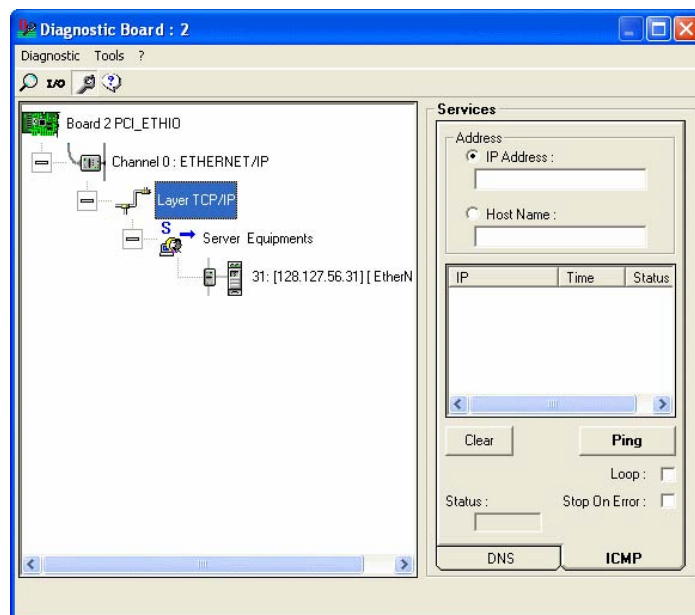 Diagnostic Board : 2
Diagnostic Tools ?
I/O
Board 2 PCI_ETHIO
Channel 0 : ETHERNET/IP
Layer TCP/IP
S
Server Equipments
31: [128.127.56.31] [ EtherN
Services
Address
IP Address :
Host Name :
IP Time Status
Clear Ping
Loop :
Status : Stop On Error :
DNS ICMP